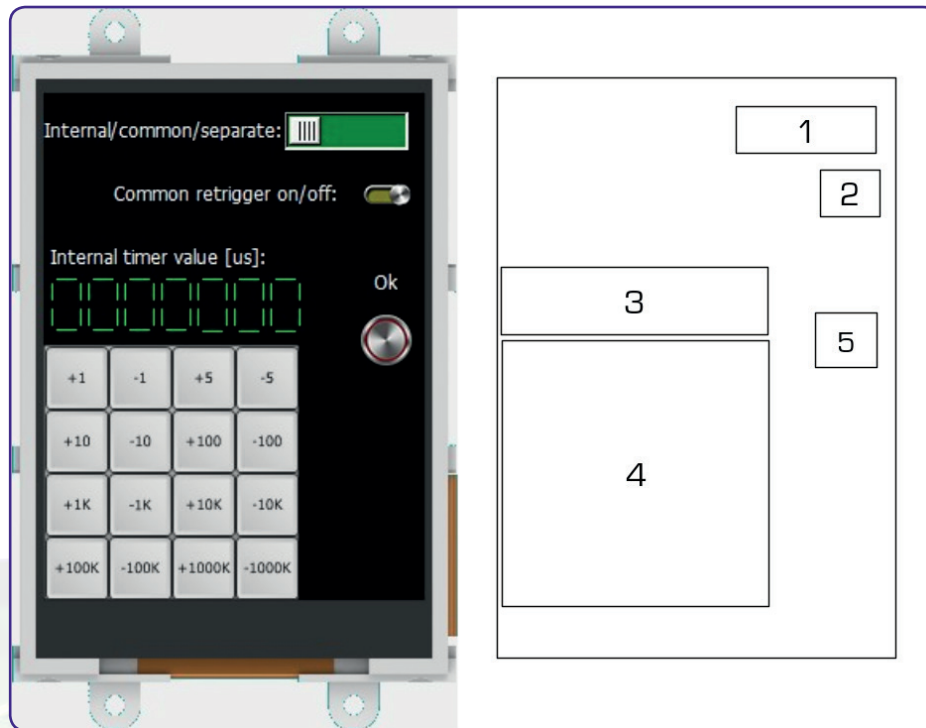 Internal/common/separate:
Common retrigger on/off:
Internal timer value [us]:
Ok
+1 -1 +5 -5
+10 -10 +100 -100
+1K -1K +10K -10K
+100K -100K +1000K -1000K
1
2
3
5
4